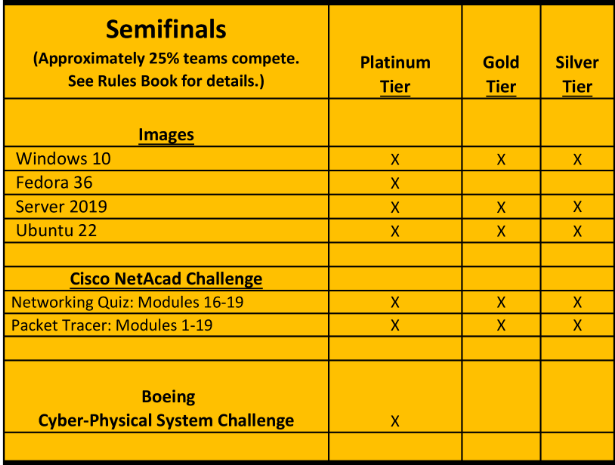 Semifinals
(Approximately 25% teams compete.
See Rules Book for details.)
Platinum
Tier
Gold
Tier
Silver
Tier
Images
Windows 10 X X X
Fedora 36 X
Server 2019 X X X
Ubuntu 22 X X X
Cisco NetAcad Challenge
Networking Quiz: Modules 16-19 X X X
Packet Tracer: Modules 1-19 X X X
Boeing
Cyber-Physical System Challenge X